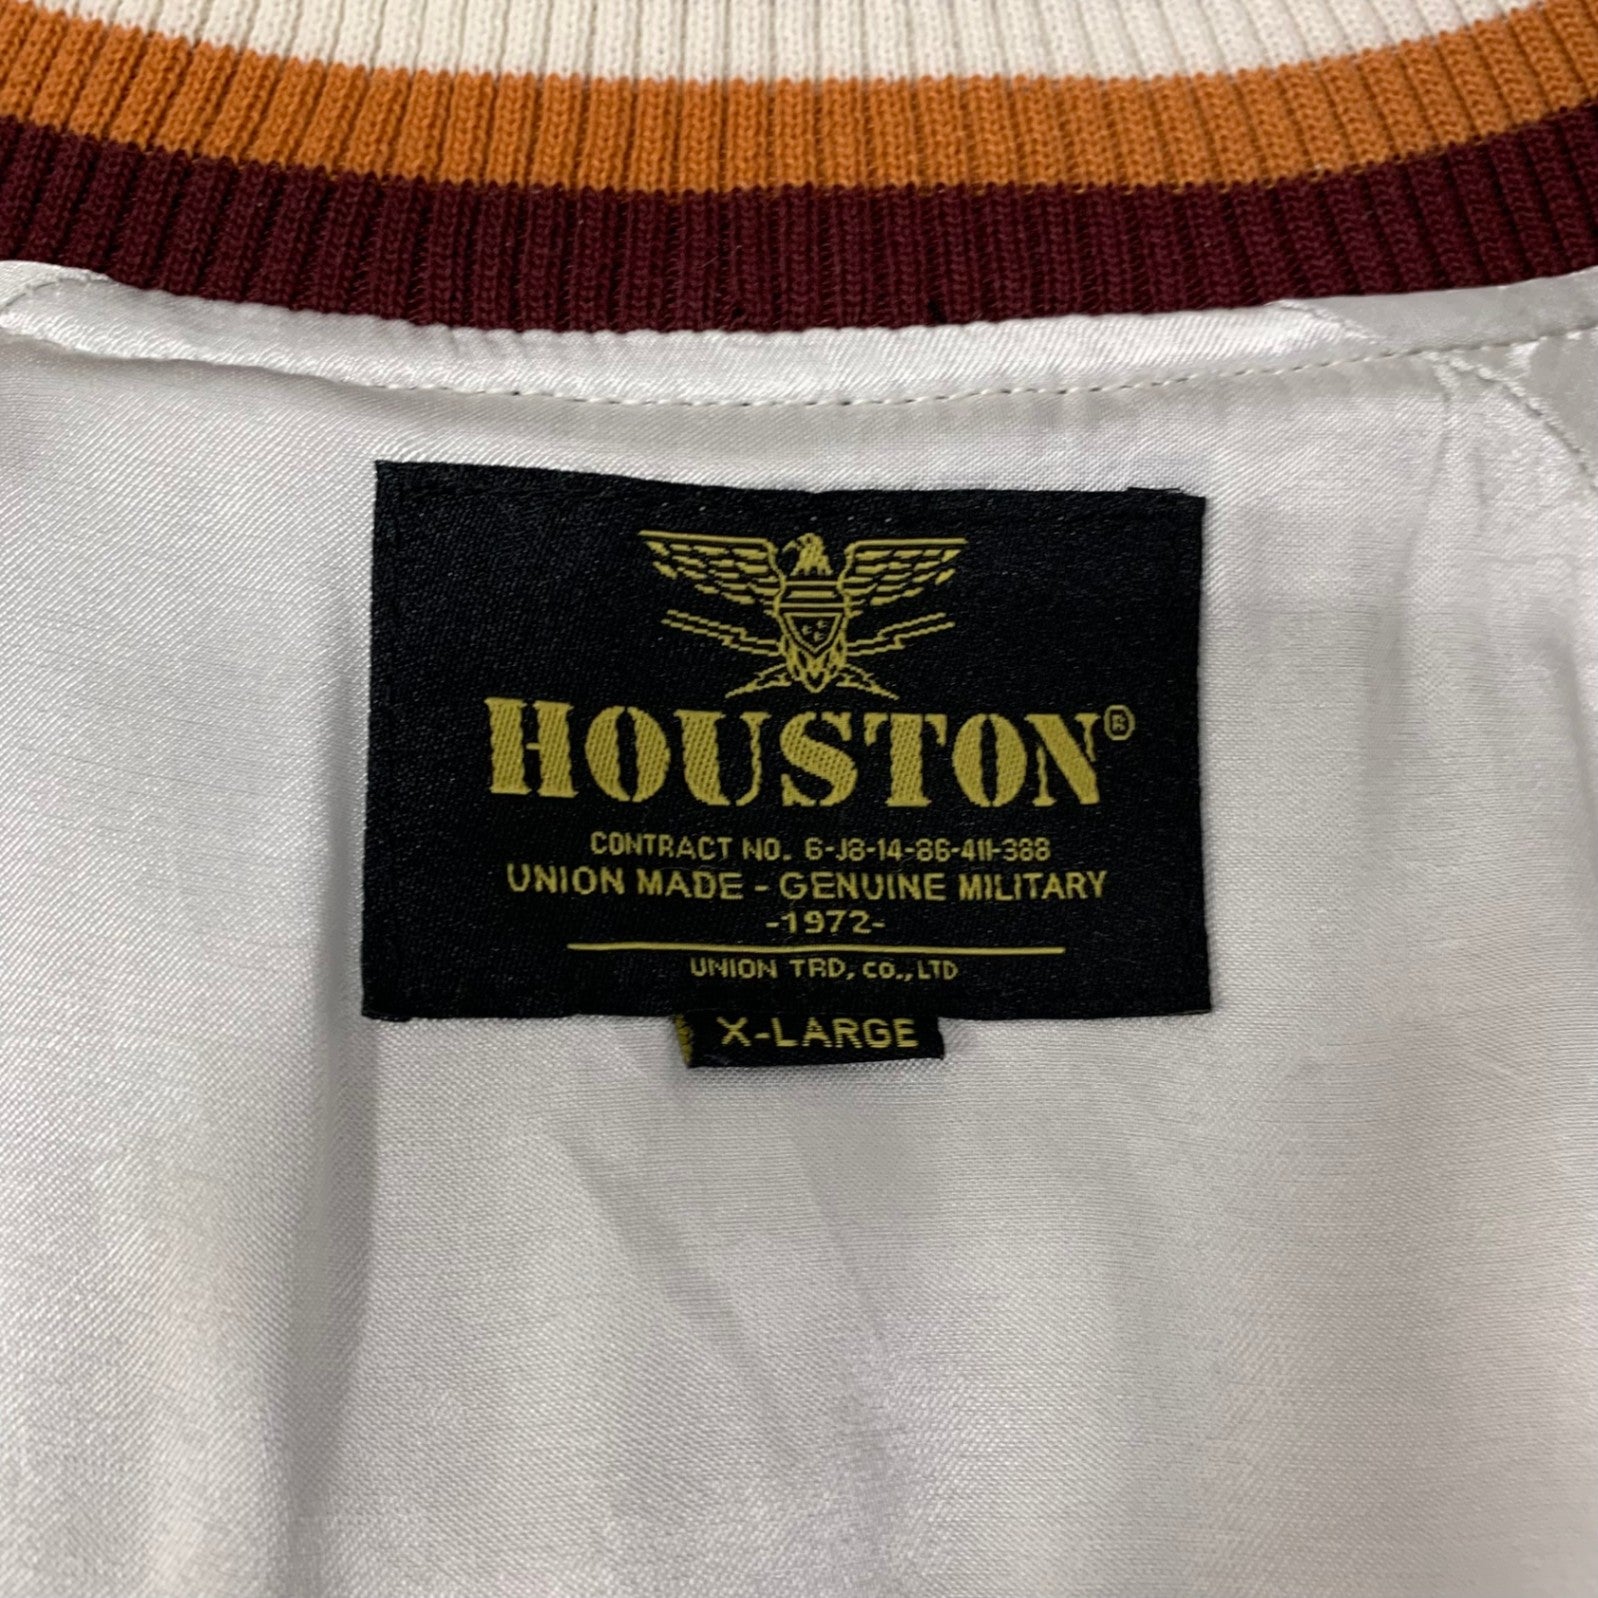 HOUSTON®
CONTRACT NO. 6-J8-14-86-411-388
UNION MADE - GENUINE MILITARY
-1972-
UNION TRD, CO.,LTD
X-LARGE